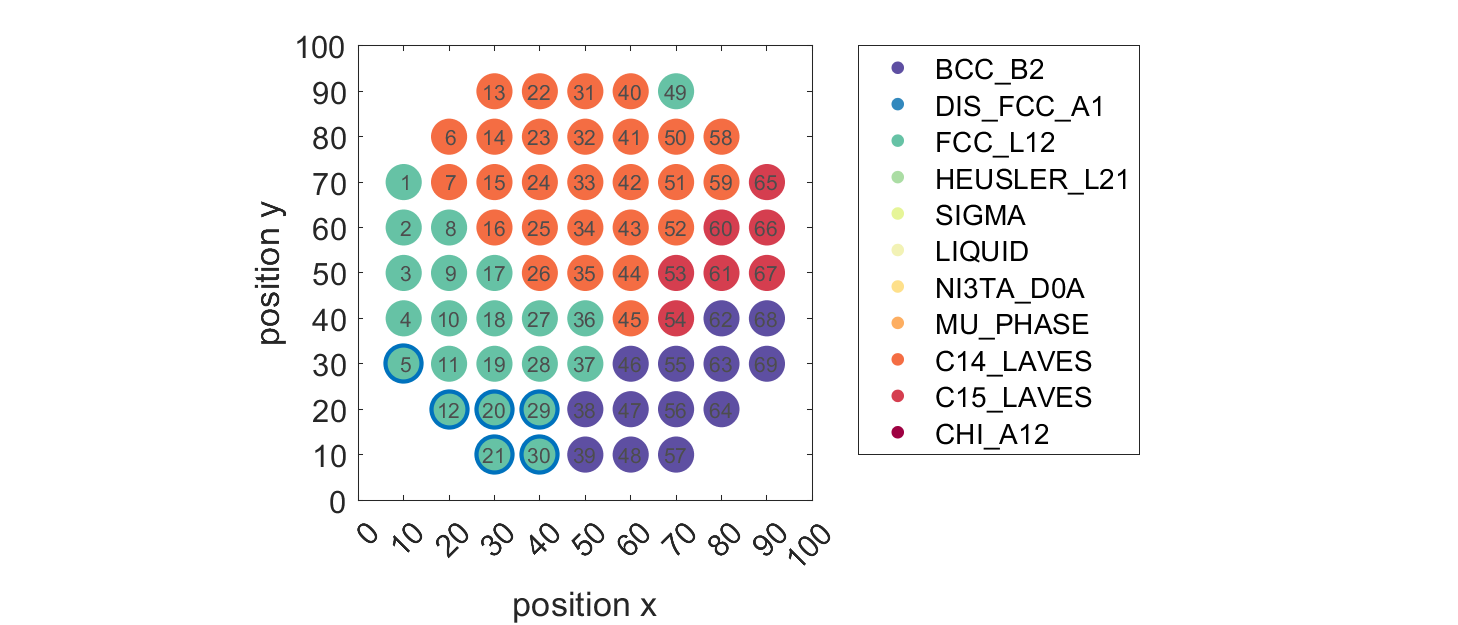 100
90
80
70
60
50
40
30
20
10
0
position y
13 22 31 40 49
6 14 23 32 41 50 58
1 7 15 24 33 42 51 59 65
2 8 16 25 34 43 52 60 66
3 9 17 26 35 44 53 61 67
4 10 18 27 36 45 54 62 68
5 11 19 28 37 46 55 63 69
12 20 29 38 47 56 64
21 30 39 48 57
0 10 20 30 40 50 60 70 80 90 100
position x
BCC_B2
DIS_FCC_A1
FCC_L12
HEUSLER_L21
SIGMA
LIQUID
NI3TA_D0A
MU_PHASE
C14_LAVES
C15_LAVES
CHI_A12